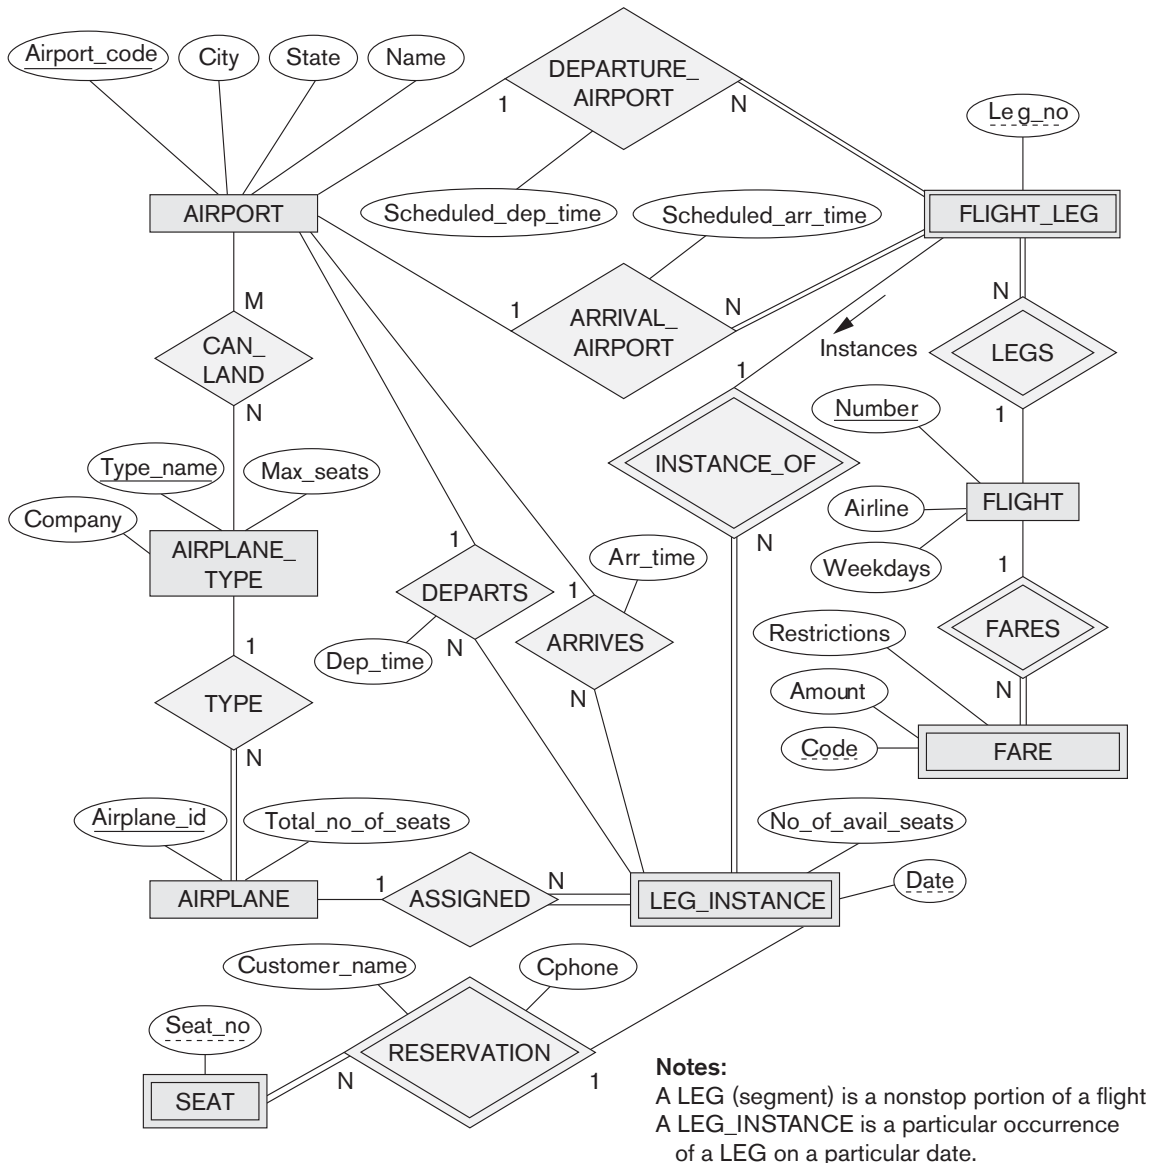 Airport_code
City
State
Name
DEPARTURE_
AIRPORT
1
N
Leg_no
AIRPORT
Scheduled_dep_time
Scheduled_arr_time
FLIGHT_LEG
M
1
ARRIVAL_
AIRPORT
N
N
CAN_
LAND
Instances
LEGS
1
N
1
Number
Type_name
Max_seats
INSTANCE_OF
Company
Airline
FLIGHT
AIRPLANE_
TYPE
1
N
Arr_time
Weekdays
1
DEPARTS
1
FARES
Restrictions
1
Dep_time
N
ARRIVES
TYPE
N
Amount
N
N
Code
FARE
Airplane_id
Total_no_of_seats
No_of_avail_seats
AIRPLANE
1
ASSIGNED
N
LEG_INSTANCE
Date
Customer_name
Cphone
Seat_no
RESERVATION
N
1
SEAT
Notes:
A LEG (segment) is a nonstop portion of a flight
A LEG_INSTANCE is a particular occurrence
of a LEG on a particular date.